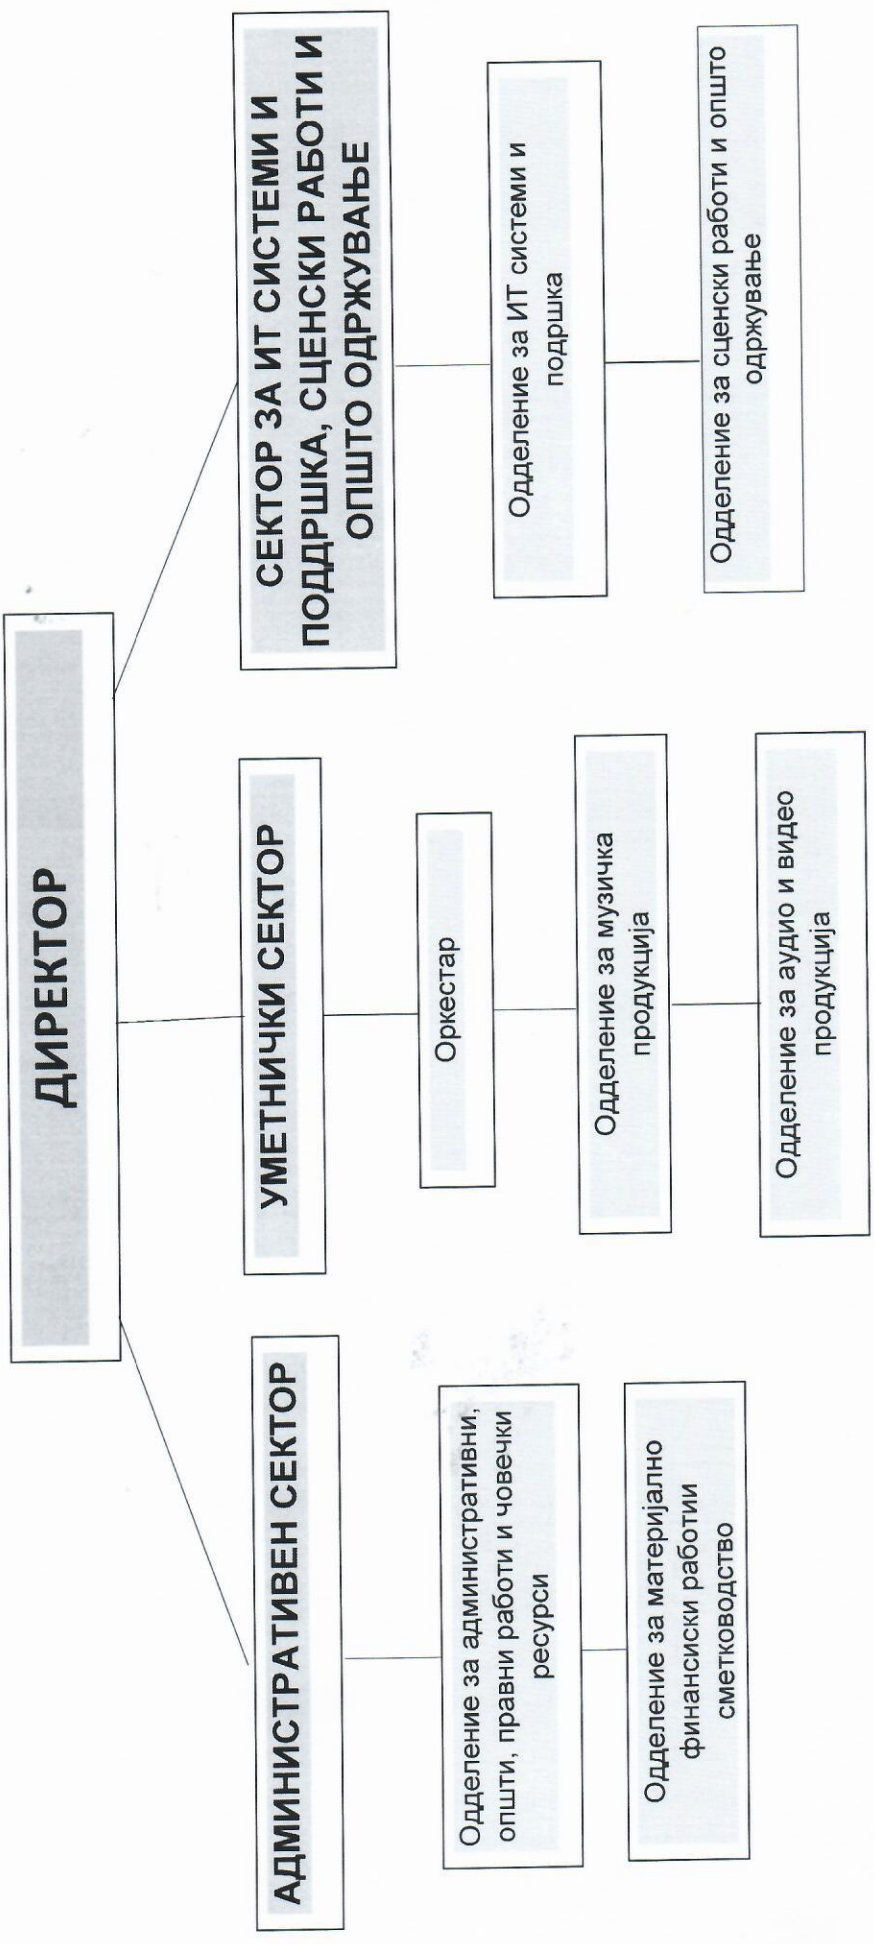 ДИРЕКТОР
АДМИНИСТРАТИВЕН СЕКТОР
Одделение за административни,
општи, правни работи и човечки
ресурси
Одделение за материјално
финансиски работии
сметководство
УМЕТНИЧКИ СЕКТОР
Оркестар
Одделение за музичка
продукција
Одделение за аудио и видео
продукција
СЕКТОР ЗА ИТ СИСТЕМИ И
ПОДДРШКА, СЦЕНСКИ РАБОТИ И
ОПШТО ОДРЖУВАЊЕ
Одделение за ИТ системи и
подршка
Одделение за сценски работи и општо
одржување